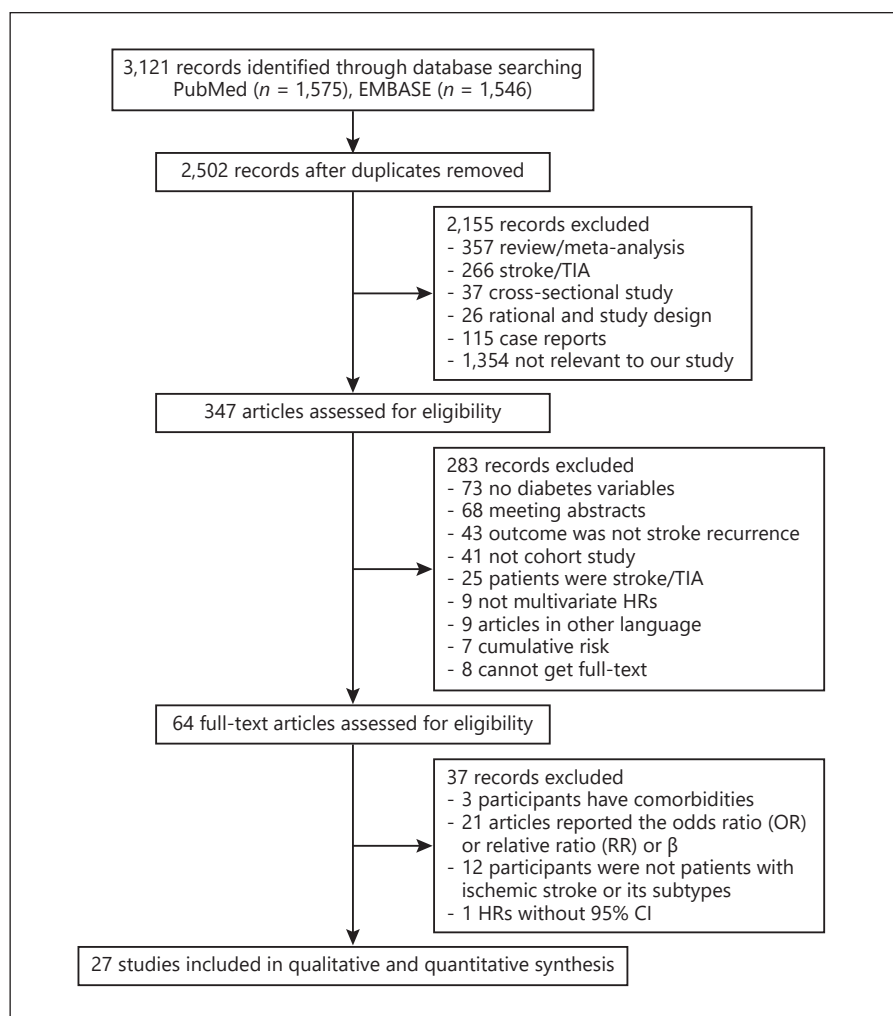 3,121 records identified through database searching
PubMed (n = 1,575), EMBASE (n = 1,546)
2,502 records after duplicates removed
2,155 records excluded
- 357 review/meta-analysis
- 266 stroke/TIA
- 37 cross-sectional study
- 26 rational and study design
- 115 case reports
- 1,354 not relevant to our study
347 articles assessed for eligibility
283 records excluded
- 73 no diabetes variables
- 68 meeting abstracts
- 43 outcome was not stroke recurrence
- 41 not cohort study
- 25 patients were stroke/TIA
- 9 not multivariate HRs
- 9 articles in other language
- 7 cumulative risk
- 8 cannot get full-text
64 full-text articles assessed for eligibility
37 records excluded
- 3 participants have comorbidities
- 21 articles reported the odds ratio (OR)
or relative ratio (RR) or β
- 12 participants were not patients with
ischemic stroke or its subtypes
- 1 HRs without 95% CI
27 studies included in qualitative and quantitative synthesis